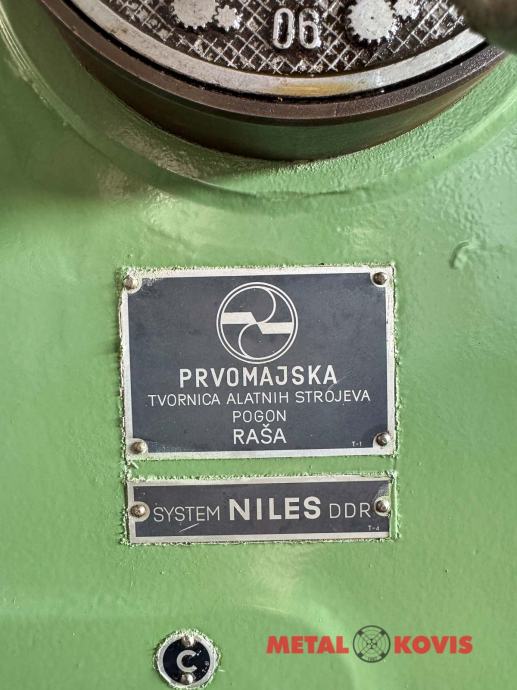 06
PRVOMAJSKA
TVORNICA ALATNIH STROJEVA
POGON
RAŠA
T-1
SYSTEM NILES DDR
T-4
C
METAL KOVIS